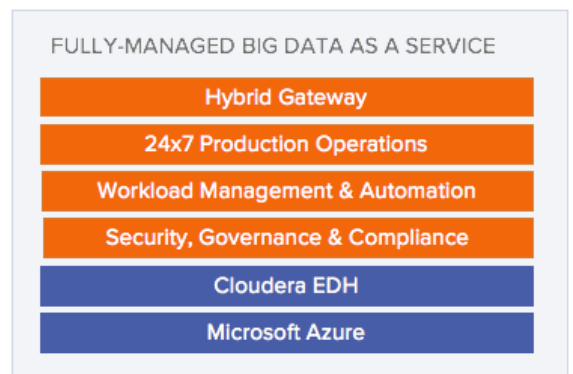 FULLY-MANAGED BIG DATA AS A SERVICE
Hybrid Gateway
24x7 Production Operations
Workload Management & Automation
Security, Governance & Compliance
Cloudera EDH
Microsoft Azure